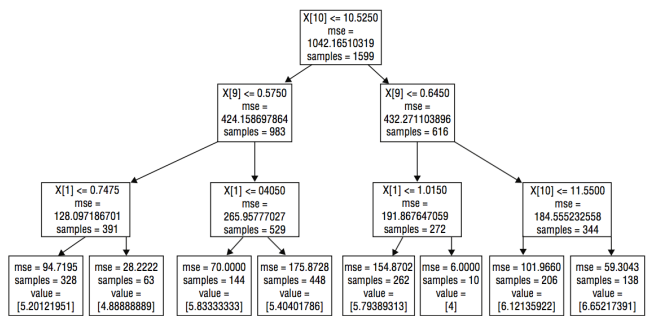 X[10] <= 10.5250
mse =
1042.16510319
samples = 1599
X[9] <= 0.5750
mse =
424.158697864
samples = 983
X[9] <= 0.6450
mse =
432.271103896
samples = 616
X[1] <= 0.7475
mse =
128.097186701
samples = 391
X[1] <= 04050
mse =
265.95777027
samples = 529
X[1] <= 1.0150
mse =
191.867647059
samples = 272
X[10] <= 11.5500
mse =
184.555232558
samples = 344
mse = 94.7195
samples = 328
value =
[5.20121951]
mse = 28.2222
samples = 63
value =
[4.88888889]
mse = 70.0000
samples = 144
value =
[5.83333333]
mse = 175.8728
samples = 448
value =
[5.40401786]
mse = 154.8702
samples = 262
value =
[5.79389313]
mse = 6.0000
samples = 10
value =
[4]
mse = 101.9660
samples = 206
value =
[6.12135922]
mse = 59.3043
samples = 138
value =
[6.65217391]